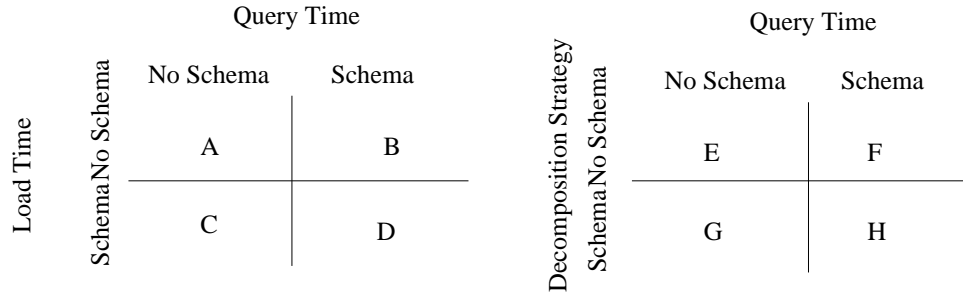 Query Time
No Schema Schema
Load Time
Schema No Schema
A B
C D
Query Time
No Schema Schema
Decomposition Strategy
Schema No Schema
E F
G H